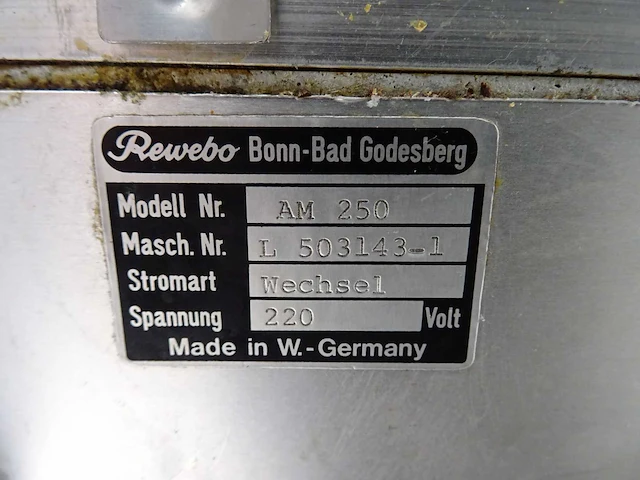 Rewebo Bonn-Bad Godesberg
Modell Nr. AM 250
Masch. Nr. L 503143-1
Stromart Wechsel
Spannung 220 Volt
Made in W.-Germany